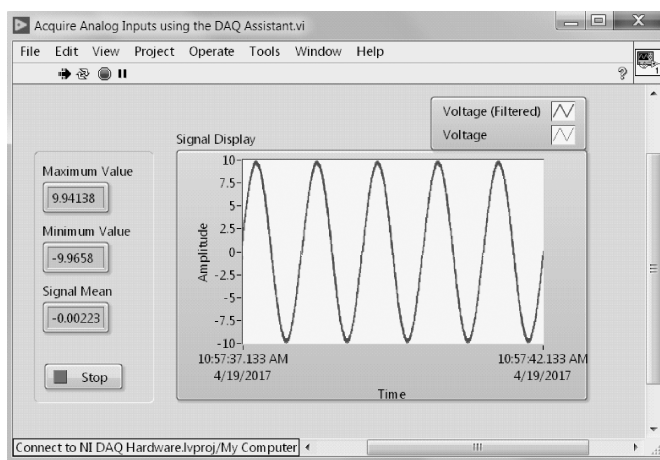 Acquire Analog Inputs using the DAQ Assistant.vi
File Edit View Project Operate Tools Window Help
?
1
Voltage (Filtered)
Voltage
Signal Display
Maximum Value
9.94138
Minimum Value
-9.9658
Signal Mean
-0.00223
Stop
Amplitude
10
7.5
5
2.5
0
-2.5
-5
-7.5
-10
10:57:37.133 AM
4/19/2017
10:57:42.133 AM
4/19/2017
Time
Connect to NI DAQ Hardware.lvproj/My Computer